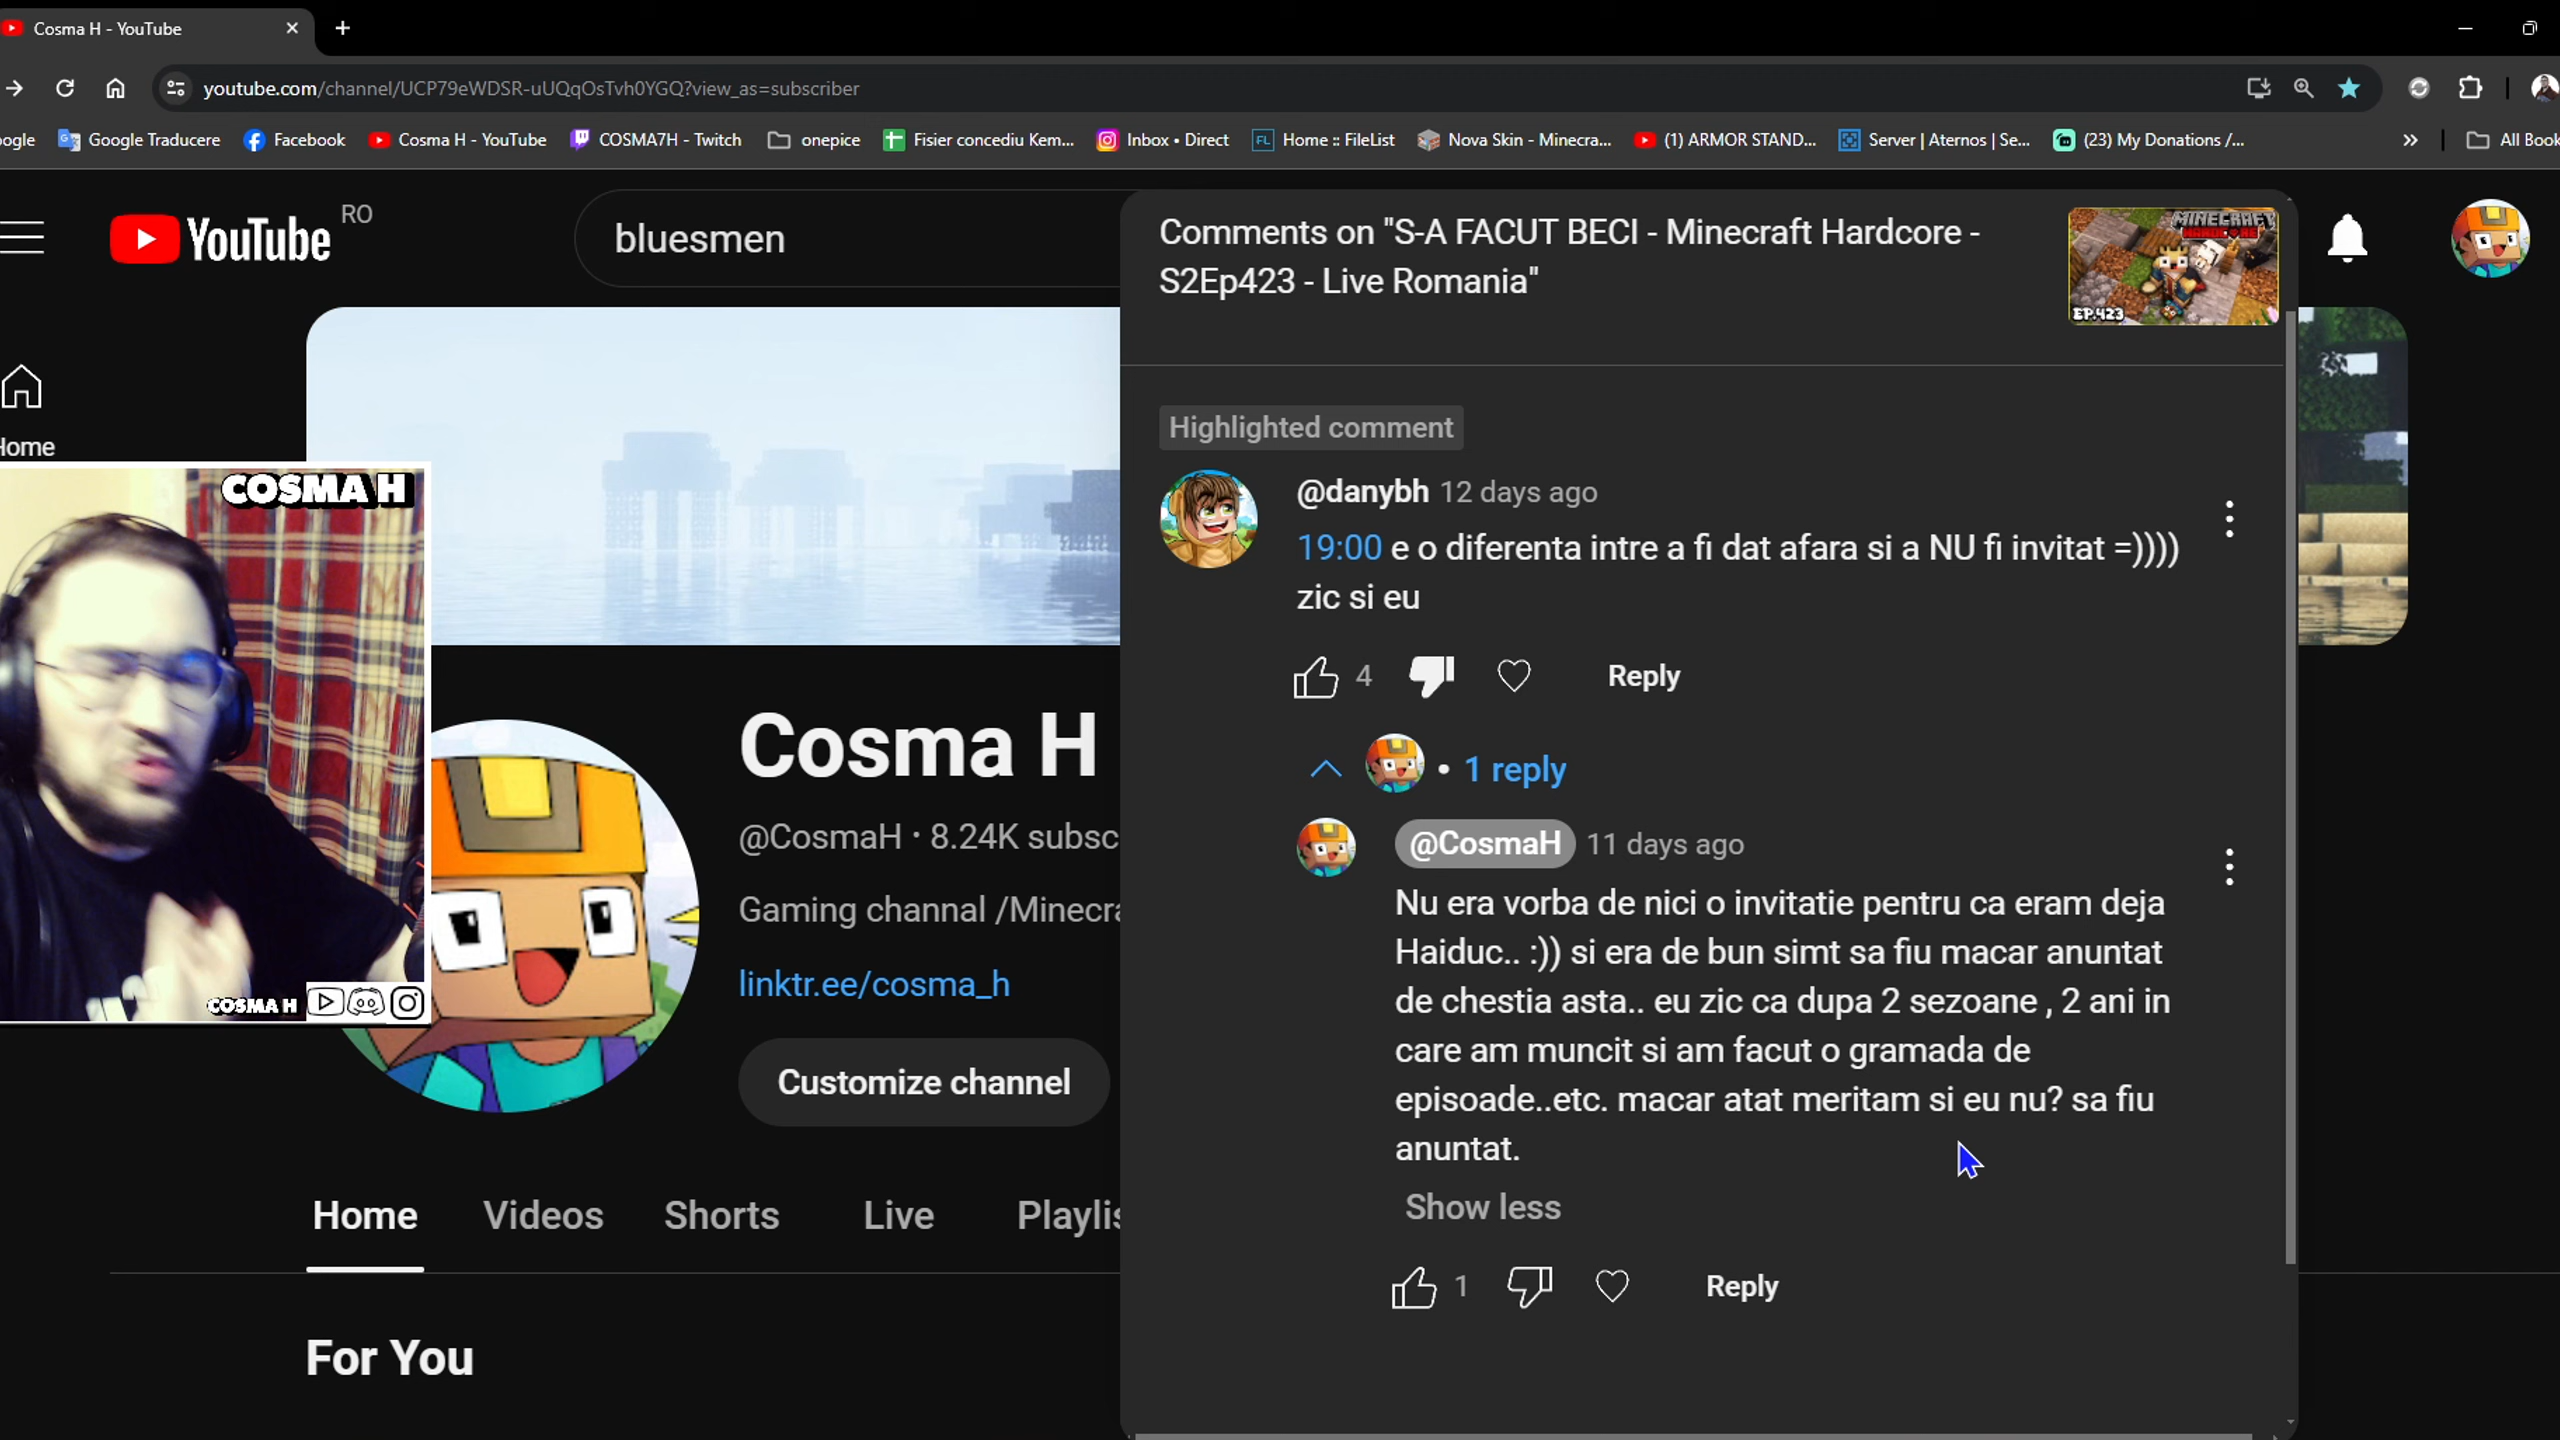 Cosma H - YouTube
youtube.com/channel/UCP79eWDSR-uUQqOsTvh0YGQ?view_as=subscriber
oogle
Google Traducere
Facebook
Cosma H - YouTube
COSMA7H - Twitch
onepice
Fisier concediu Kem...
Inbox • Direct
Home :: FileList
Nova Skin - Minecra...
(1) ARMOR STAND...
Server | Aternos | Se...
(23) My Donations /...
All Book
YouTube
RO
bluesmen
Home
COSMA H
COSMA H
Cosma H
@CosmaH • 8.24K subsc
Gaming channal /Minecra
linktr.ee/cosma_h
Customize channel
Home
Videos
Shorts
Live
Playlis
For You
Comments on "S-A FACUT BECI - Minecraft Hardcore -
S2Ep423 - Live Romania"
MINECRAFT
HARDCORE
EP.423
Highlighted comment
@danybh 12 days ago
19:00 e o diferenta intre a fi dat afara si a NU fi invitat =))))
zic si eu
4
Reply
• 1 reply
@CosmaH 11 days ago
Nu era vorba de nici o invitatie pentru ca eram deja
Haiduc.. :)) si era de bun simt sa fiu macar anuntat
de chestia asta.. eu zic ca dupa 2 sezoane , 2 ani in
care am muncit si am facut o gramada de
episoade..etc. macar atat meritam si eu nu? sa fiu
anuntat.
Show less
1
Reply